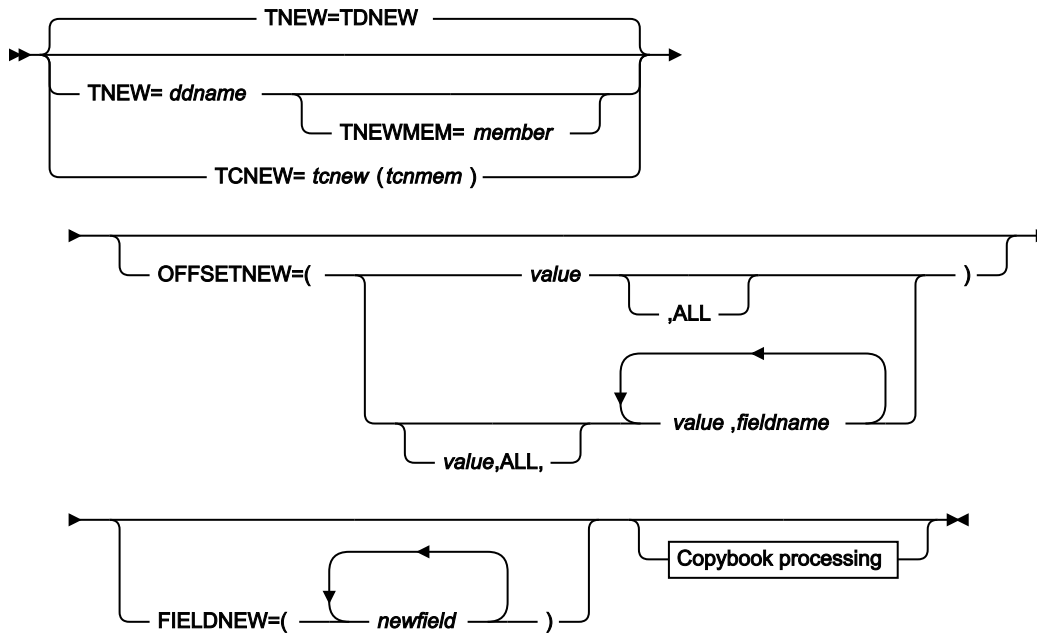 TNEW=TDNEW
TNEW= ddname
TNEWMEM= member
TCNEW= tcnew (tcnmem )
OFFSETNEW=( value )
,ALL
value ,fieldname
value,ALL,
Copybook processing
FIELDNEW=( newfield )